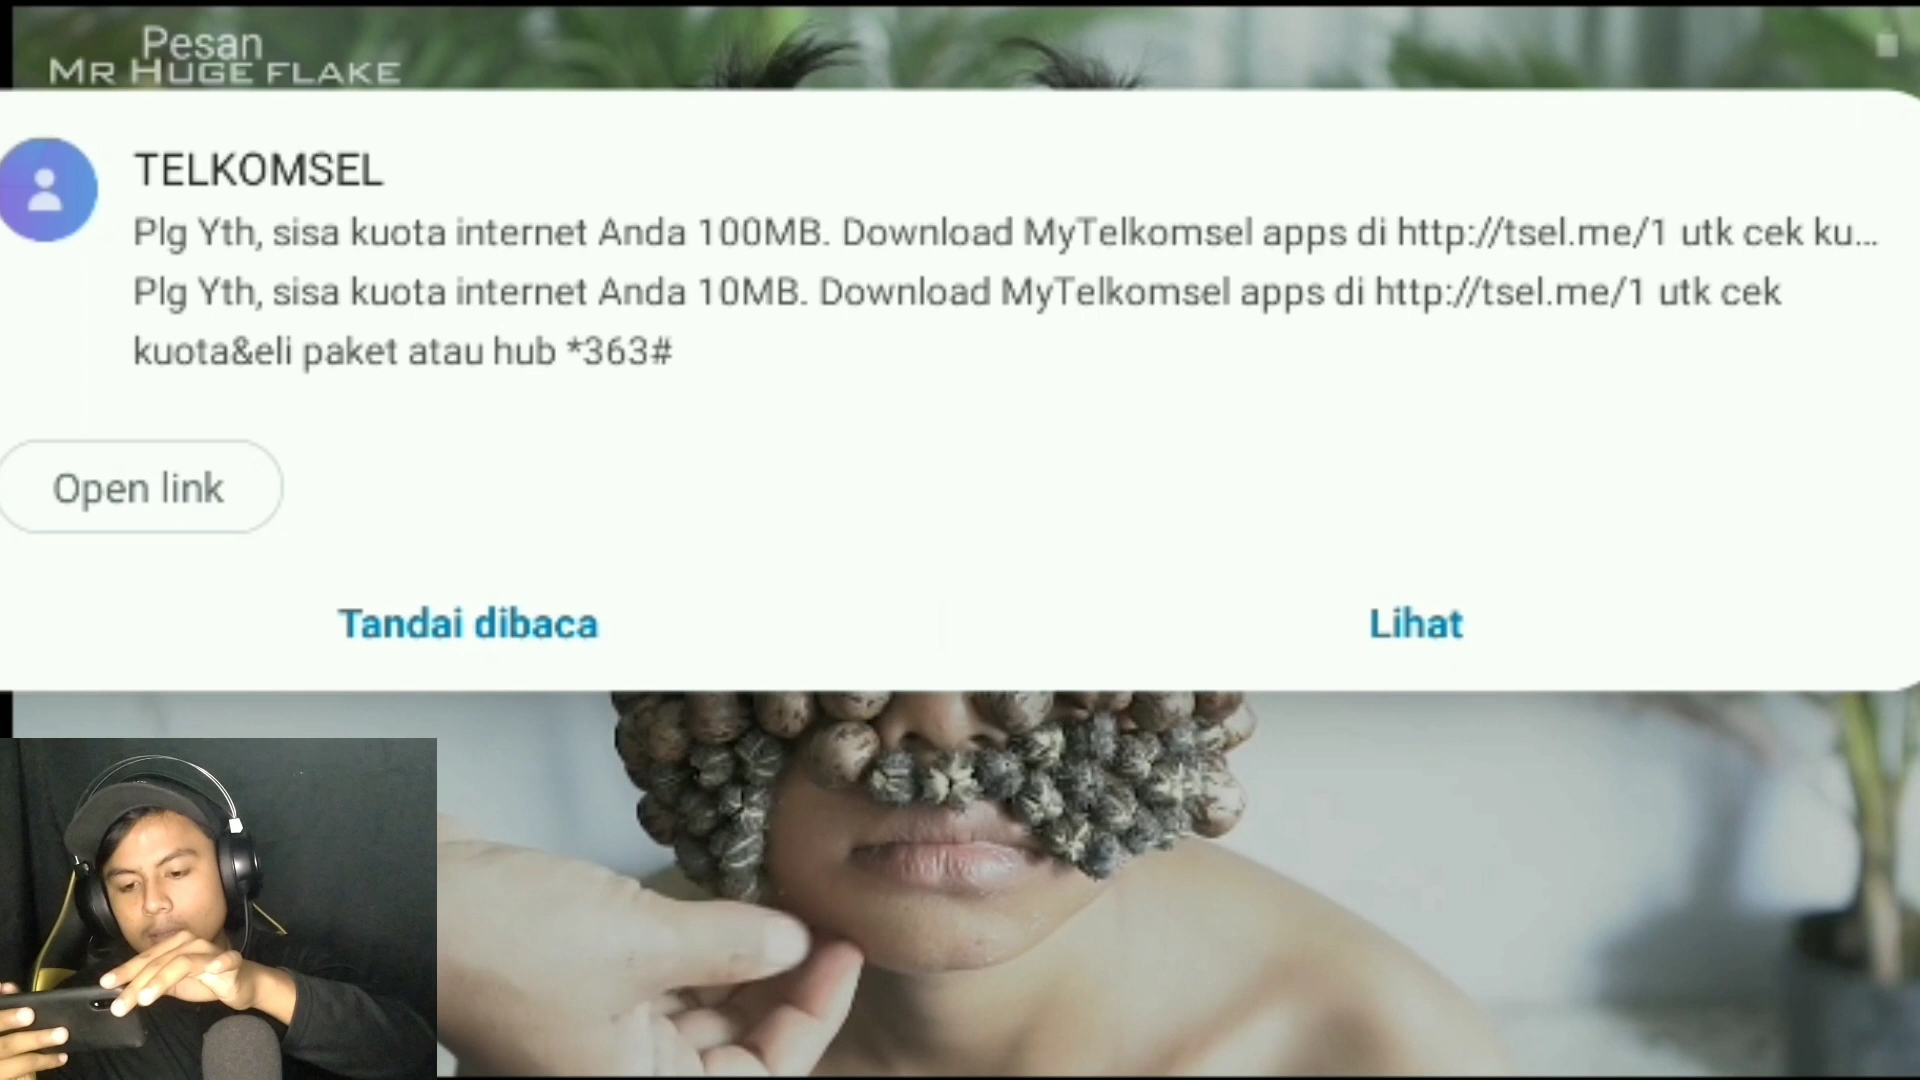 Pesan
MR HUGE FLAKE
TELKOMSEL
Plg Yth, sisa kuota internet Anda 100MB. Download MyTelkomsel apps di http://tsel.me/1 utk cek ku...
Plg Yth, sisa kuota internet Anda 10MB. Download MyTelkomsel apps di http://tsel.me/1 utk cek
kuota&eli paket atau hub *363#
Open link
Tandai dibaca
Lihat